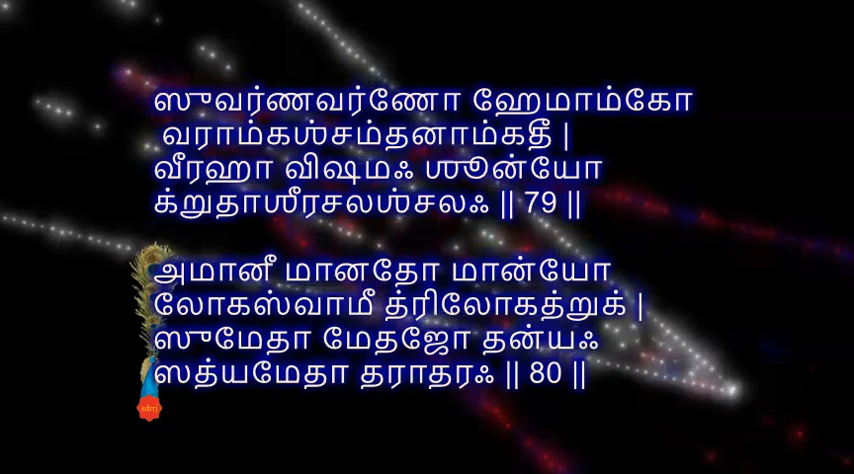 ஸுவர்ணவர்ணோ ஹேமாம்கோ
வராம்கஶ்சம்தனாம்கதீ |
வீரஹா விஷமஃ ஶூன்யோ
க்றுதாஶீரசலஶ்சலஃ || 79 ||
அமானீ மானதோ மான்யோ
லோகஸ்வாமீ த்ரிலோகத்றுக் |
ஸுமேதா மேதஜோ தன்யஃ
ஸத்யமேதா தராதரஃ || 80 ||
sdrrj